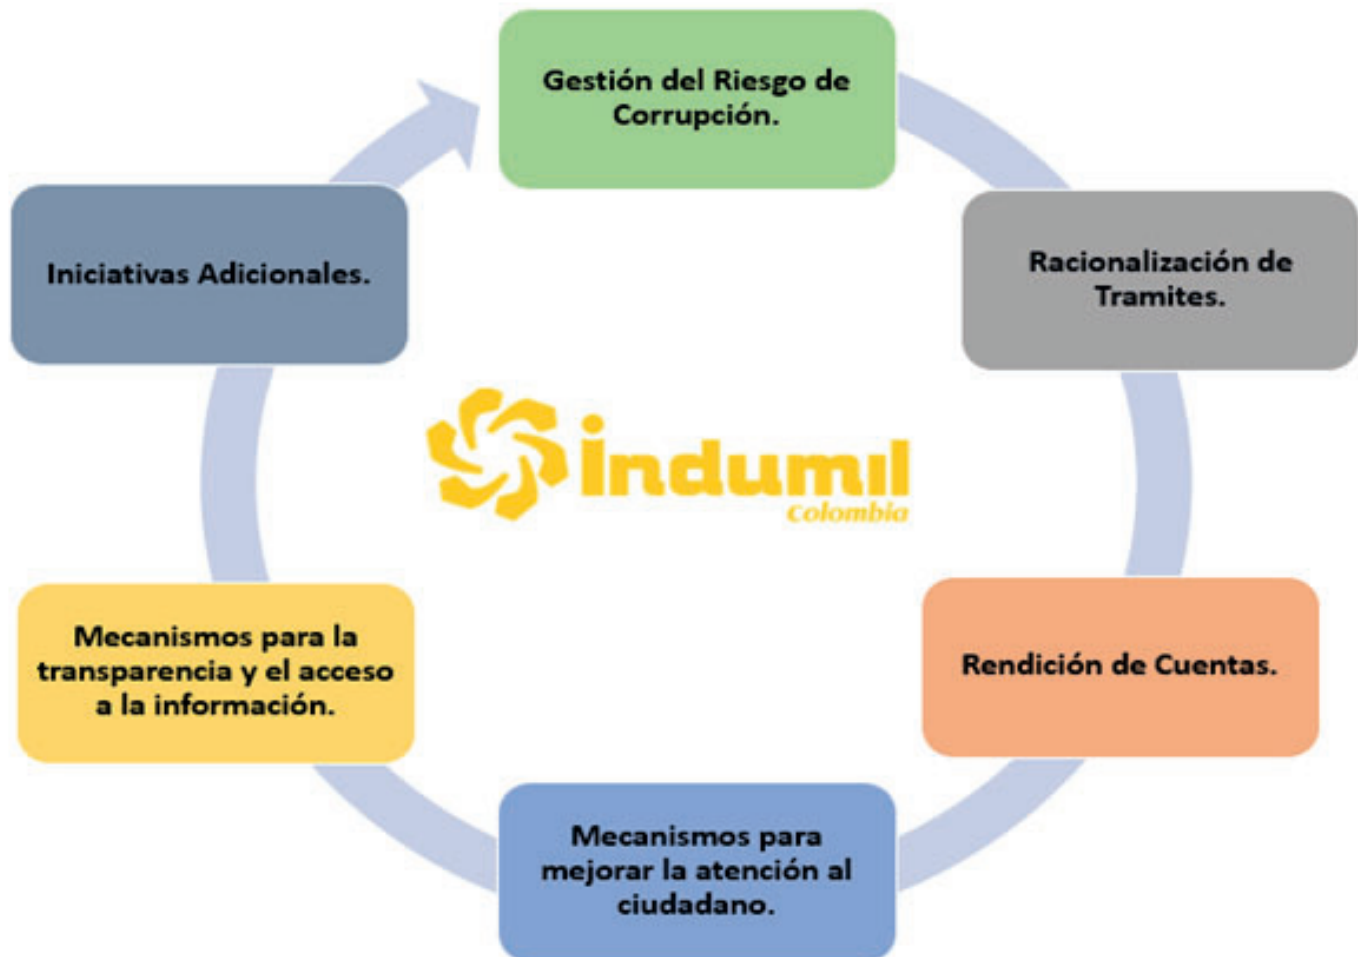 Gestión del Riesgo de
Corrupción.
Racionalización de
Tramites.
Rendición de Cuentas.
Mecanismos para
mejorar la atención al
ciudadano.
Mecanismos para la
transparencia y el acceso
a la información.
Iniciativas Adicionales.
indumil
Colombia